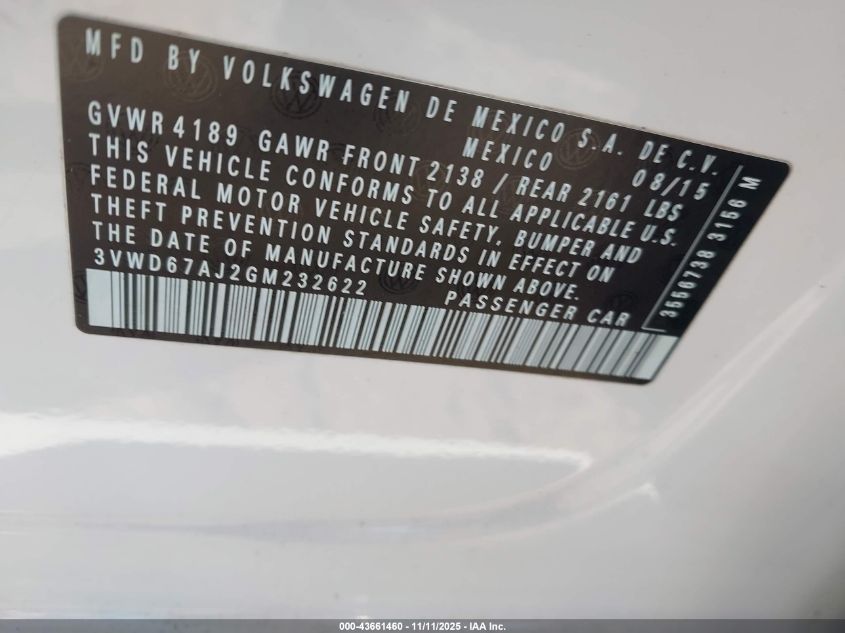 MFD BY VOLKSWAGEN DE MEXICO S.A. DE C.V.
MEXICO 08/15
GVWR 4189 GAWR FRONT 2138 / REAR 2161 LBS
THIS VEHICLE CONFORMS TO ALL APPLICABLE U.S.
FEDERAL MOTOR VEHICLE SAFETY, BUMPER AND
THEFT PREVENTION STANDARDS IN EFFECT ON
THE DATE OF MANUFACTURE SHOWN ABOVE.
3VWD67AJ2GM232622 PASSENGER CAR
3556738 3156 M
000-43661460 - 11/11/2025 - IAA Inc.